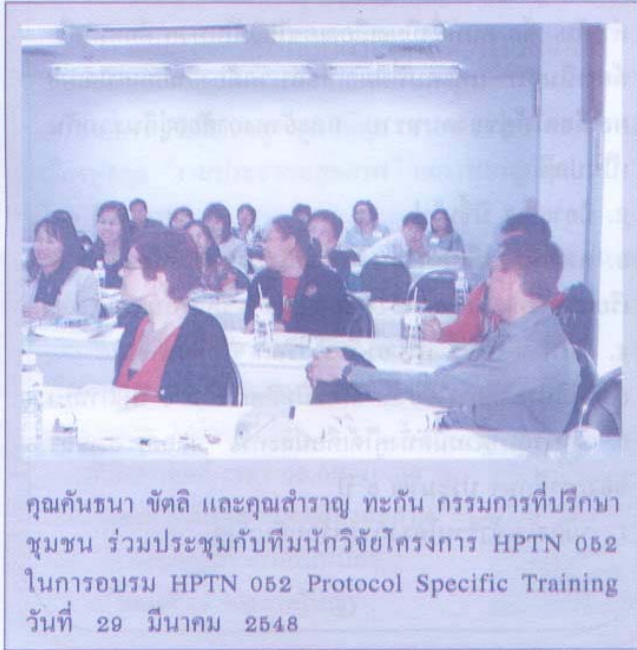 คุณคันธนา ขัตลิ และคุณสำราญ ทะกัน กรรมการที่ปรึกษา
ชุมชน ร่วมประชุมกับทีมนักวิจัยโครงการ HPTN 052
ในการอบรม HPTN 052 Protocol Specific Training
วันที่ 29 มีนาคม 2548